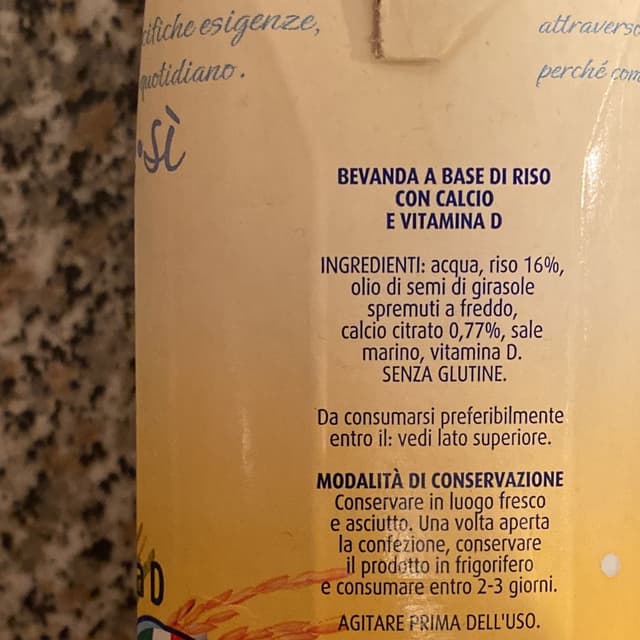 esigenze,
quotidiano.
sì
attraverso
perché
BEVANDA A BASE DI RISO
CON CALCIO
E VITAMINA D
INGREDIENTI: acqua, riso 16%,
olio di semi di girasole
spremuti a freddo,
calcio citrato 0,77%, sale
marino, vitamina D.
SENZA GLUTINE.
Da consumarsi preferibilmente
entro il: vedi lato superiore.
MODALITÀ DI CONSERVAZIONE
Conservare in luogo fresco
e asciutto. Una volta aperta
la confezione, conservare
il prodotto in frigorifero
e consumare entro 2-3 giorni.
AGITARE PRIMA DELL'USO.
D